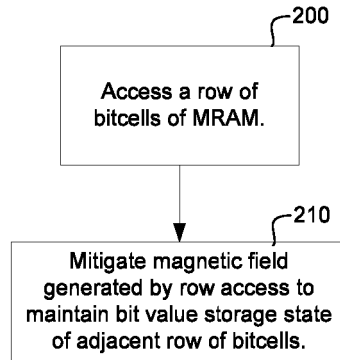 200
Access a row of
bitcells of MRAM.
210
Mitigate magnetic field
generated by row access to
maintain bit value storage state
of adjacent row of bitcells.